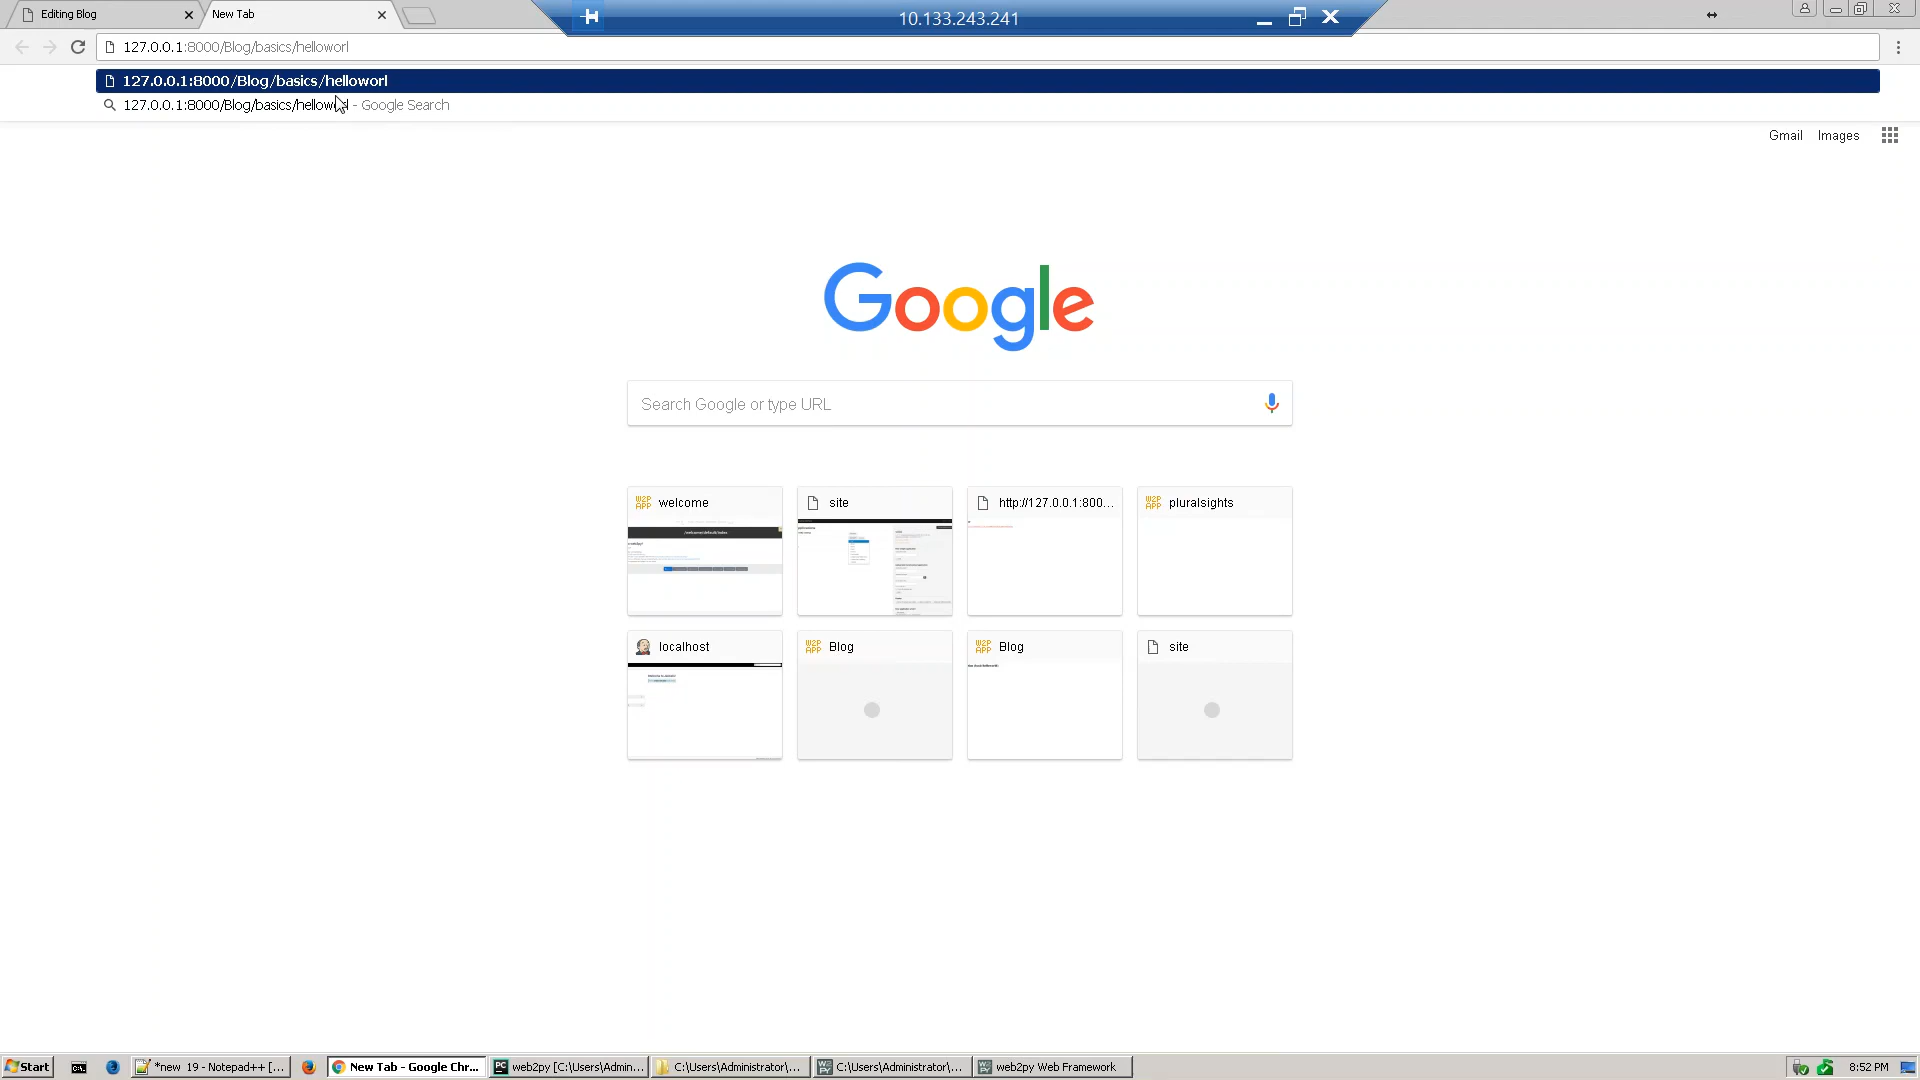 Editing Blog
New Tab
10.133.243.241
127.0.0.1:8000/Blog/basics/helloworl
127.0.0.1:8000/Blog/basics/helloworl
127.0.0.1:8000/Blog/basics/helloworl - Google Search
Gmail Images
Google
Search Google or type URL
welcome
site
http://127.0.0.1:800...
pluralsights
localhost
Blog
Blog
site
Start
*new 19 - Notepad++ [...
New Tab - Google Chr...
web2py [C:\Users\Admin...
C:\Users\Administrator\...
C:\Users\Administrator\...
web2py Web Framework
8:52 PM